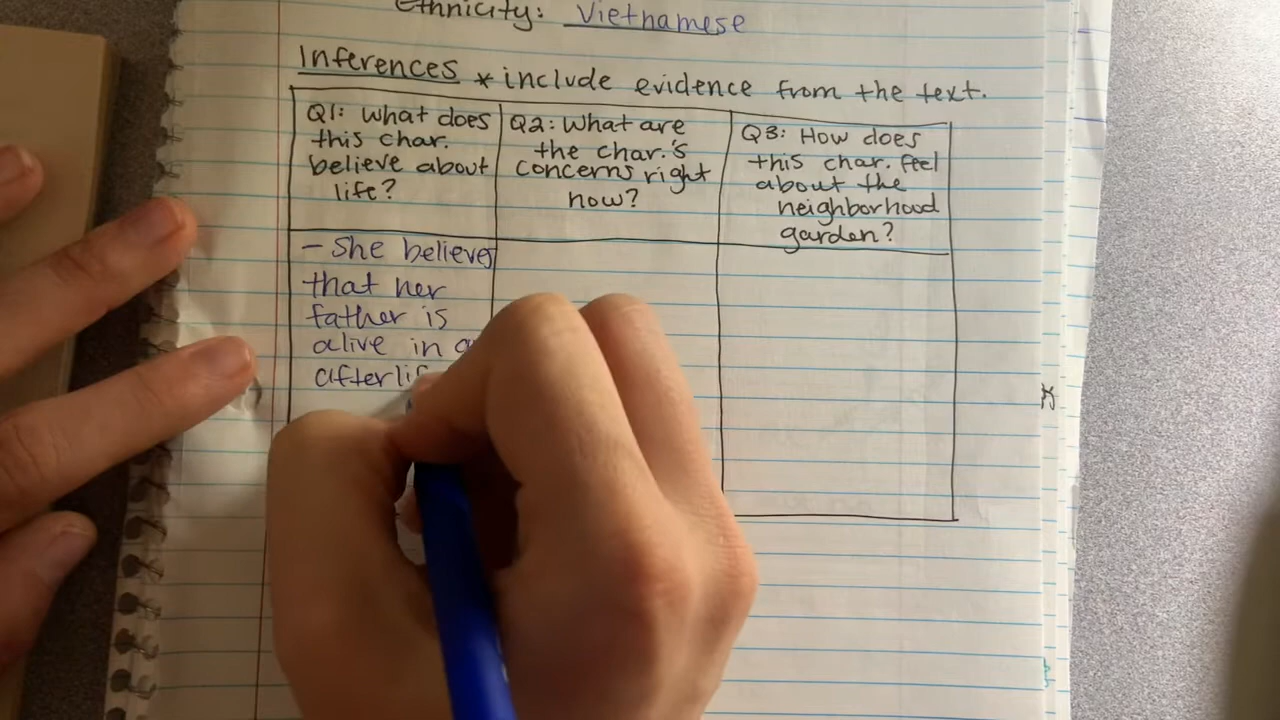 Ethnicity: Vietnamese
Inferences * include evidence from the text.
Q1: What does
this char.
believe about
life?
Q2: What are
the char.'s
concerns right
now?
Q3: How does
this char. feel
about the
neighborhood
garden?
- She believes
that her
father is
alive in